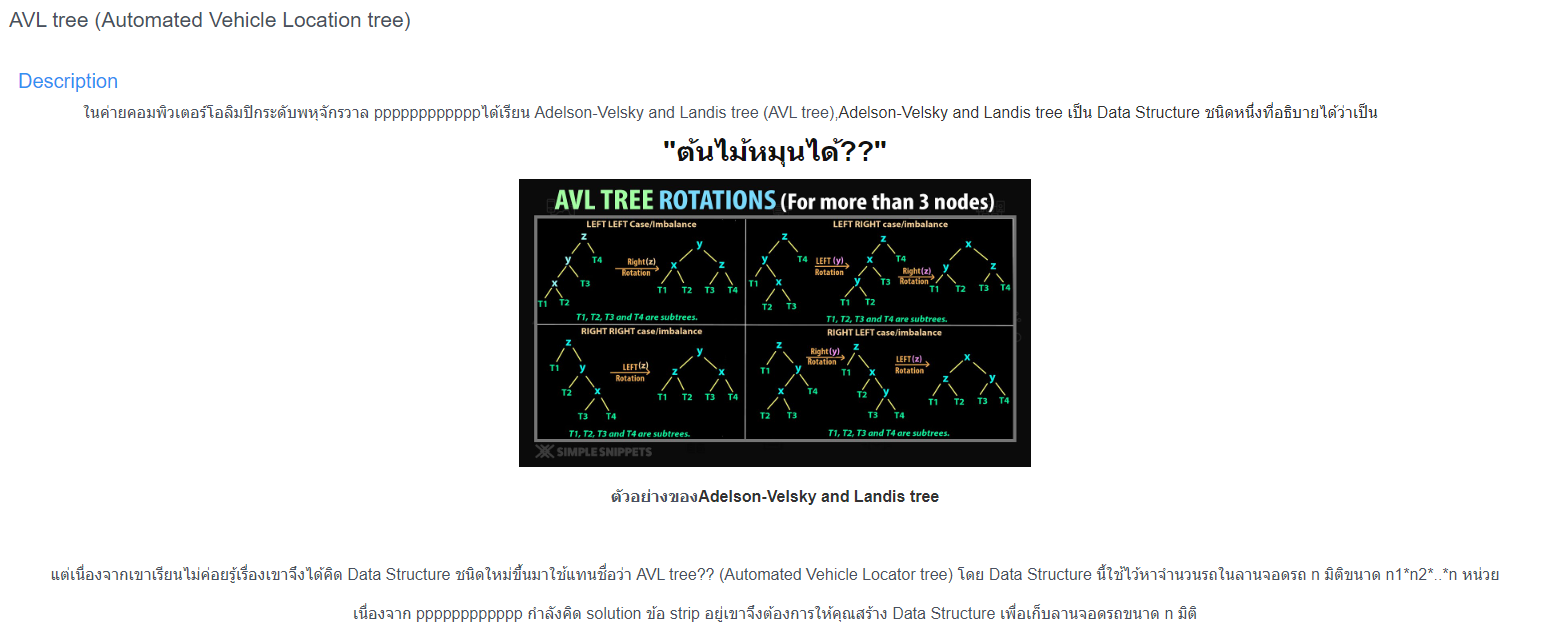 AVL tree (Automated Vehicle Location tree)
Description
ในค่ายคอมพิวเตอร์โอลิมปิกระดับพหุจักรวาล ppppppppppppได้เรียน Adelson-Velsky and Landis tree (AVL tree),Adelson-Velsky and Landis tree เป็น Data Structure ชนิดหนึ่งที่อธิบายได้ว่าเป็น
"ต้นไม้หมุนได้??"
AVL TREE ROTATIONS (For more than 3 nodes)
LEFT LEFT Case/Imbalance
z
y
x
T4
T3
T1 T2
Right(z)
Rotation
y
x z
T1 T2 T3 T4
T1, T2, T3 and T4 are subtrees.
LEFT RIGHT case/imbalance
z
y T4
T1 x
T2 T3
LEFT (y)
Rotation
z
x T4
y T3
T1 T2
Right(z)
Rotation
x
y z
T1 T2 T3 T4
T1, T2, T3 and T4 are subtrees.
RIGHT RIGHT case/imbalance
z
T1 y
T2 x
T3 T4
LEFT(z)
Rotation
y
z x
T1 T2 T3 T4
T1, T2, T3 and T4 are subtrees.
RIGHT LEFT case/imbalance
z
T1 y
x T4
T2 T3
Right(y)
Rotation
z
T1 x
T2 y
T3 T4
LEFT(z)
Rotation
x
z y
T1 T2 T3 T4
T1, T2, T3 and T4 are subtrees.
SIMPLE SNIPPETS
ตัวอย่างของAdelson-Velsky and Landis tree
แต่เนื่องจากเขาเรียนไม่ค่อยรู้เรื่องเขาจึงได้คิด Data Structure ชนิดใหม่ขึ้นมาใช้แทนชื่อว่า AVL tree?? (Automated Vehicle Locator tree) โดย Data Structure นี้ใช้ไว้หาจำนวนรถในลานจอดรถ n มิติขนาด n1*n2*..*n หน่วย
เนื่องจาก pppppppppppp กำลังคิด solution ข้อ strip อยู่เขาจึงต้องการให้คุณสร้าง Data Structure เพื่อเก็บลานจอดรถขนาด n มิติ